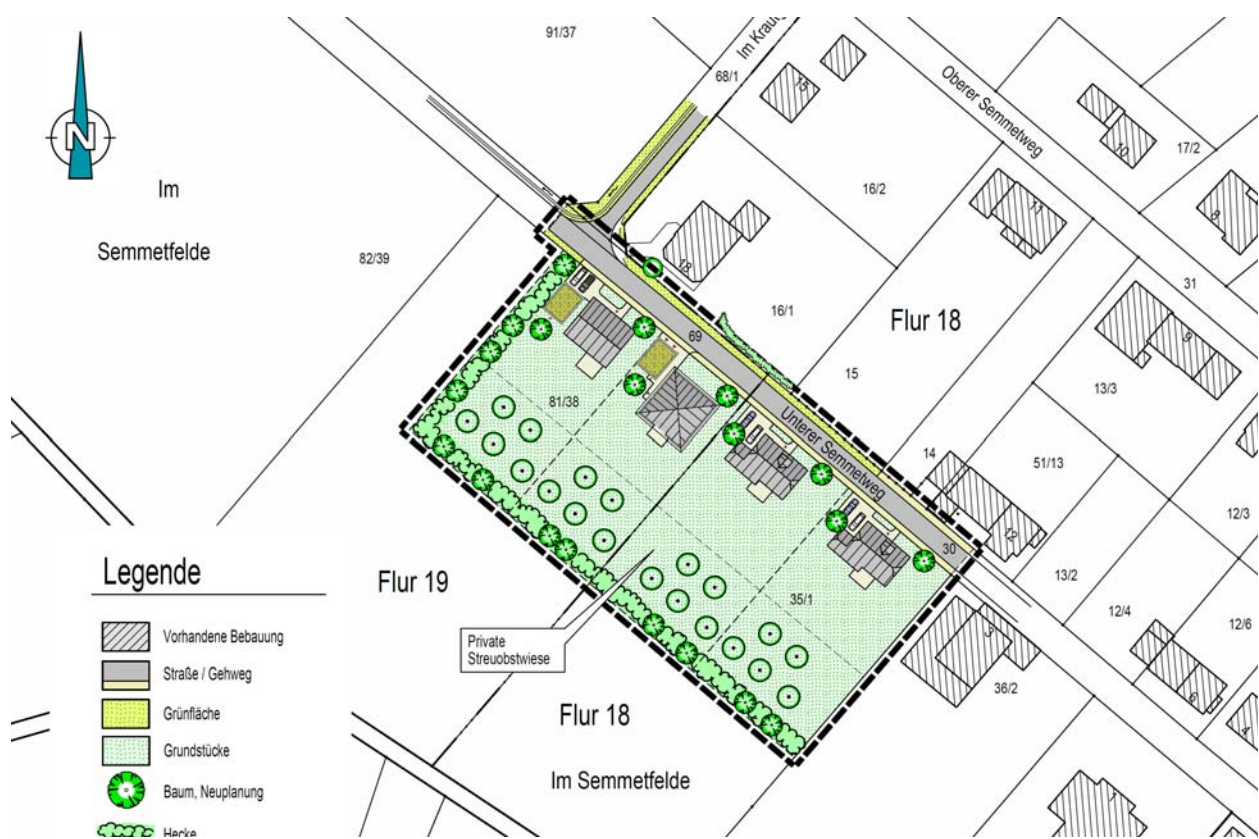 91/37
68/1
Im Kraut
15
Oberer Semmetweg
10
17/2
N
Im
Semmetfelde
82/39
16/2
11
8
18
16/1
Flur 18
31
69
15
9
13/3
81/38
Unterer Semmetweg
14
51/13
12
12/3
30
13/2
Flur 19
35/1
12/4
12/6
Private
Streuobstwiese
3
36/2
6
4
Flur 18
Im Semmetfelde
1
Legende
Vorhandene Bebauung
Straße / Gehweg
Grünfläche
Grundstücke
Baum, Neuplanung
Hecke